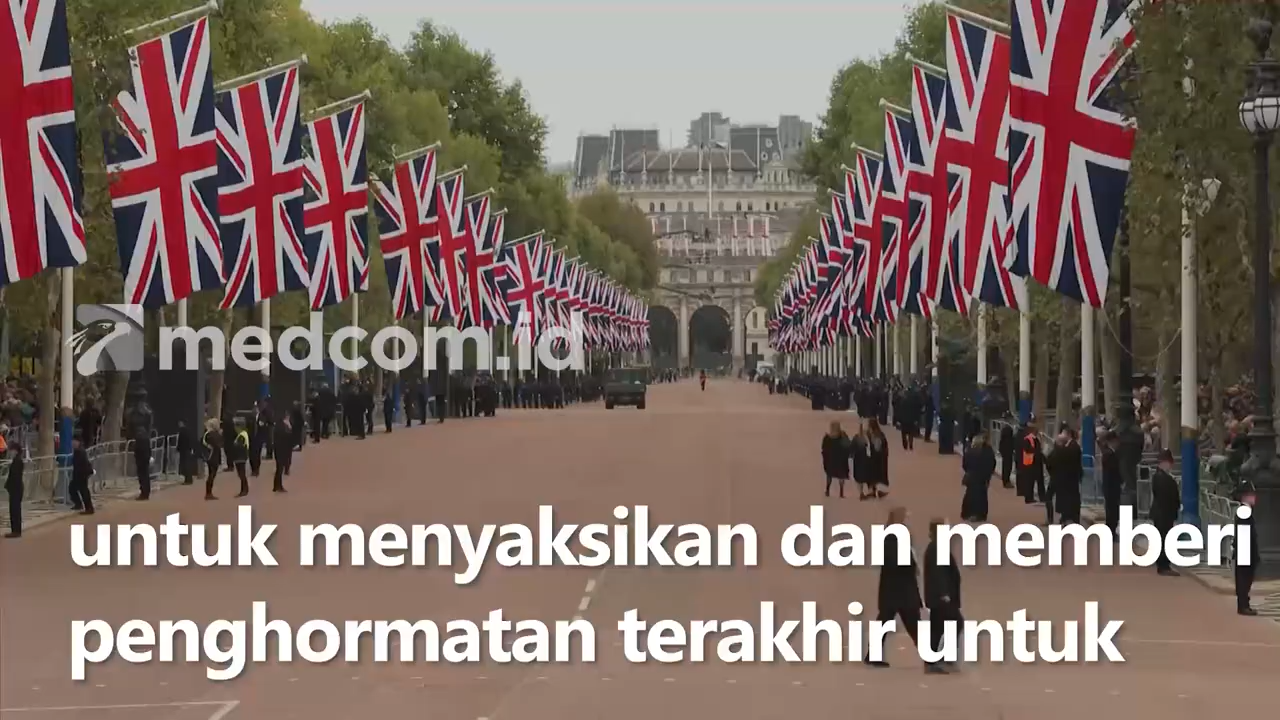 medcom.id
untuk menyaksikan dan memberi
penghormatan terakhir untuk